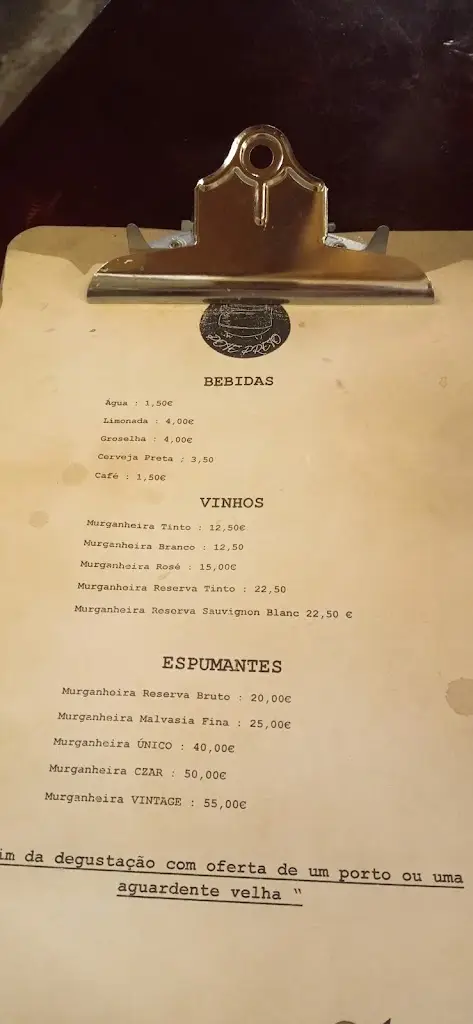 POTE PRETO
BEBIDAS
Água : 1,50€
Limonada : 4,00€
Groselha : 4,00€
Cerveja Preta : 3,50
Café : 1,50€
VINHOS
Murganheira Tinto : 12,50€
Murganheira Branco : 12,50
Murganheira Rosé : 15,00€
Murganheira Reserva Tinto : 22,50
Murganheira Reserva Sauvignon Blanc 22,50 €
ESPUMANTES
Murganheira Reserva Bruto : 20,00€
Murganheira Malvasia Fina : 25,00€
Murganheira ÚNICO : 40,00€
Murganheira CZAR : 50,00€
Murganheira VINTAGE : 55,00€
im da degustação com oferta de um porto ou uma
aguardente velha "